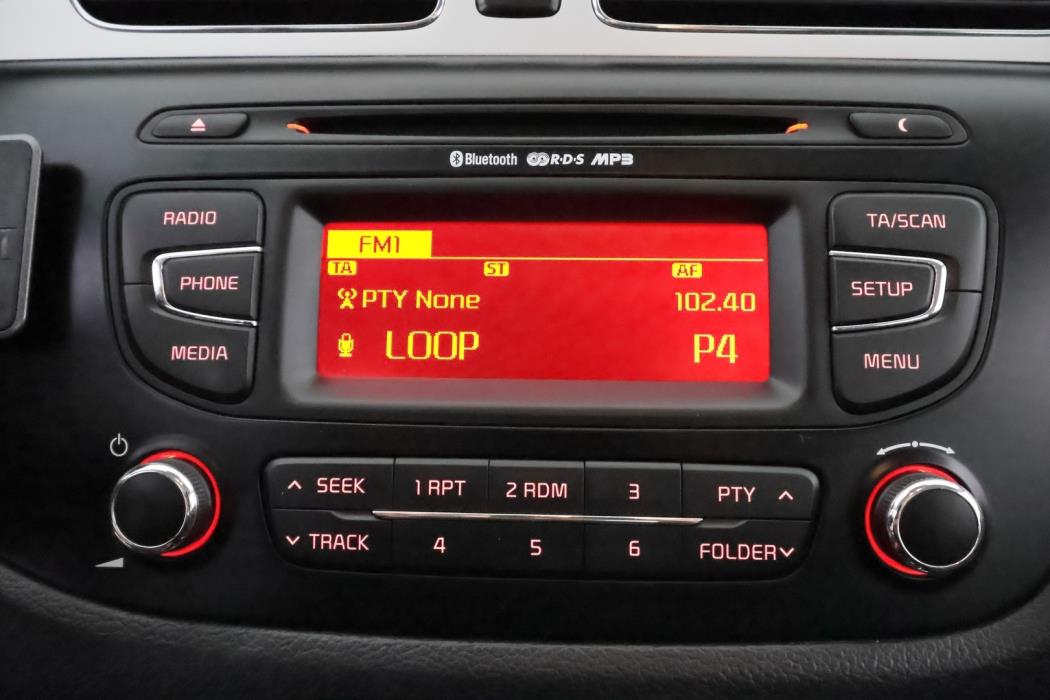 Bluetooth R·D·S MP3
RADIO
PHONE
MEDIA
FM1
TA ST AF
PTY None 102.40
LOOP P4
TA/SCAN
SETUP
MENU
SEEK 1 RPT 2 RDM 3 PTY
TRACK 4 5 6 FOLDER